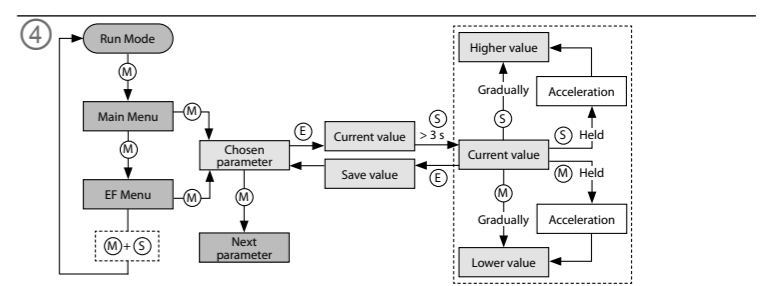 4
Run Mode
M
Main Menu
M
M
EF Menu
M
M + S
Chosen
parameter
M
Next
parameter
E
Current value
S
> 3 s
Save value
E
Higher value
Gradually
S
Acceleration
S Held
Current value
M Held
M
Gradually
Acceleration
Lower value